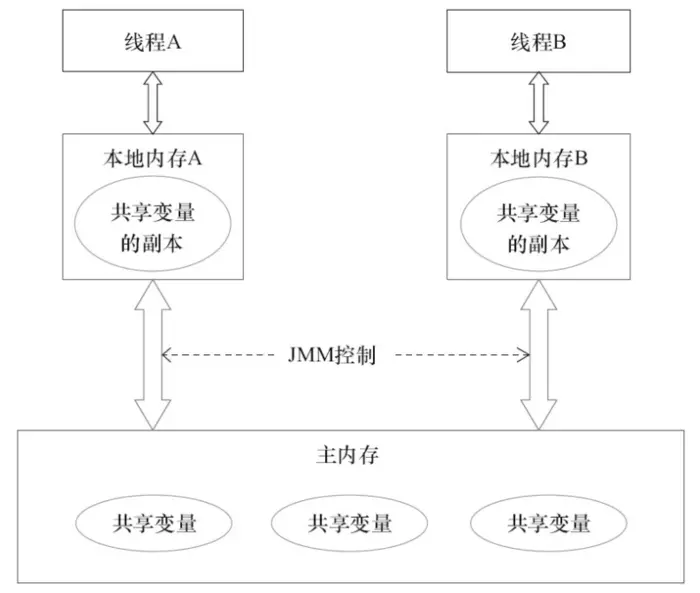 线程A
线程B
本地内存A
本地内存B
共享变量
的副本
共享变量
的副本
JMM控制
主内存
共享变量
共享变量
共享变量